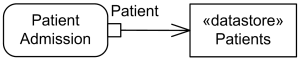 Patient
Admission
Patient
«datastore»
Patients